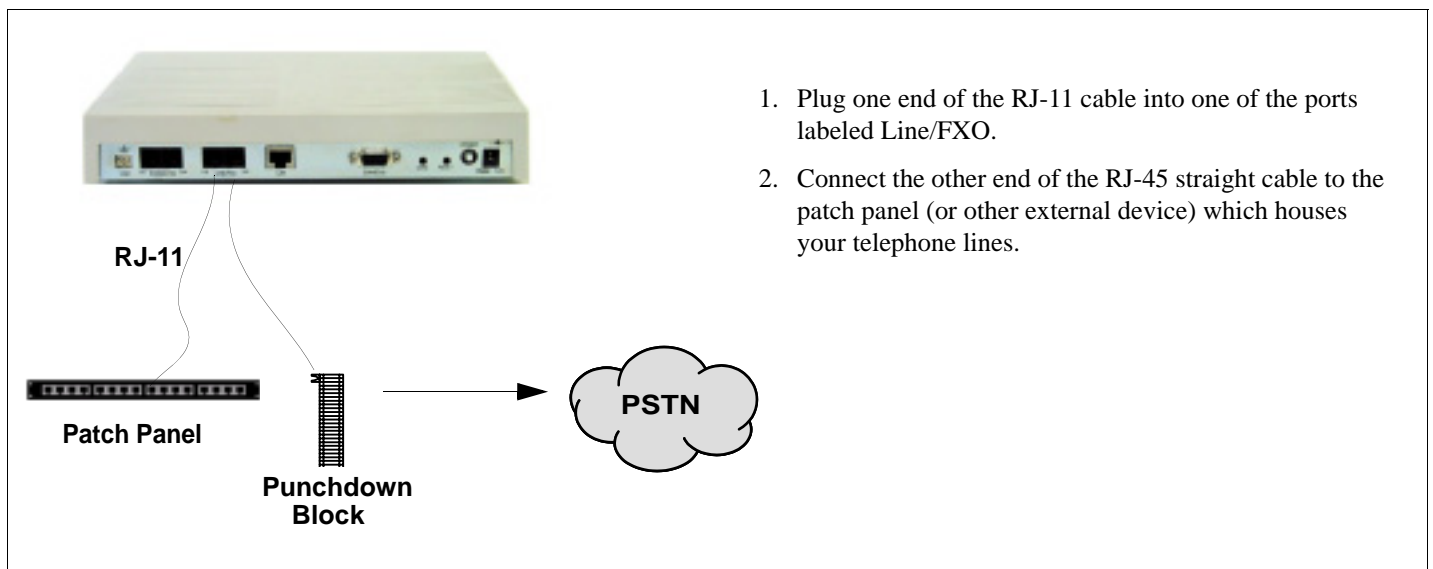 1. Plug one end of the RJ-11 cable into one of the ports
labeled Line/FXO.
2. Connect the other end of the RJ-45 straight cable to the
patch panel (or other external device) which houses
your telephone lines.
RJ-11
Patch Panel
Punchdown
Block
PSTN